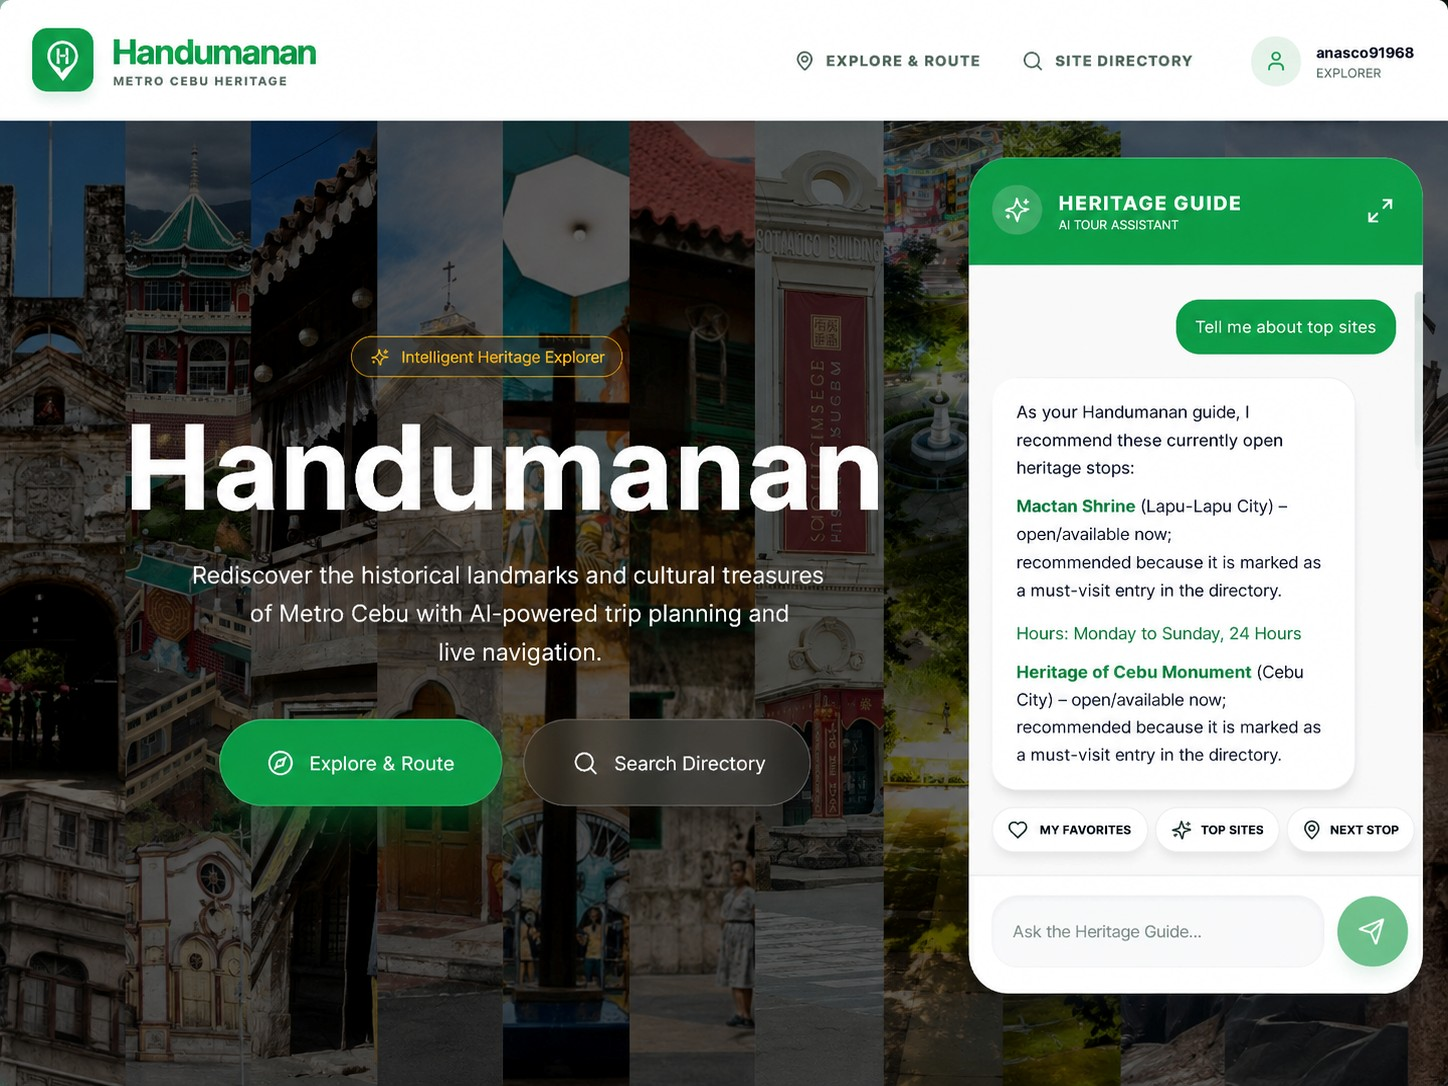 Handumanan
METRO CEBU HERITAGE
EXPLORE & ROUTE
SITE DIRECTORY
anasco91968
EXPLORER
Intelligent Heritage Explorer
Handumanan
Rediscover the historical landmarks and cultural treasures
of Metro Cebu with AI-powered trip planning and
live navigation.
Explore & Route
Search Directory
HERITAGE GUIDE
AI TOUR ASSISTANT
Tell me about top sites
As your Handumanan guide, I
recommend these currently open
heritage stops:
Mactan Shrine (Lapu-Lapu City) –
open/available now;
recommended because it is marked as
a must-visit entry in the directory.
Hours: Monday to Sunday, 24 Hours
Heritage of Cebu Monument (Cebu
City) – open/available now;
recommended because it is marked as
a must-visit entry in the directory.
MY FAVORITES
TOP SITES
NEXT STOP
Ask the Heritage Guide...